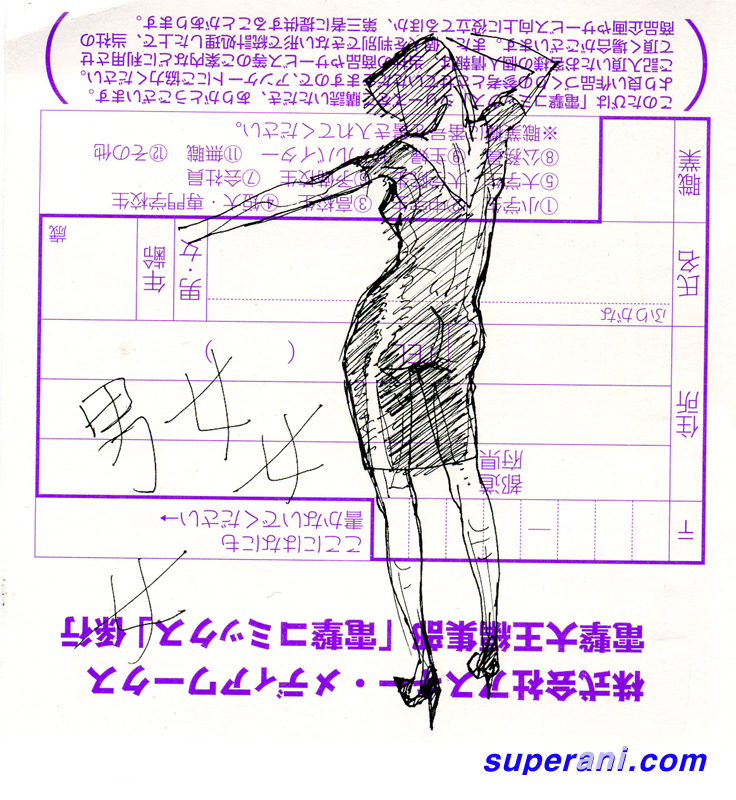 株式会社アスキー・メディアワークス
電撃大王編集部「電撃コミックス」係行
ここにはなにも
書かないでください→
〒
住所
都道
府県
TEL ( )
氏名
ふりがな
男・女
年齢
歳
職業
①小学生 ②中学生 ③高校生 ④短大・専門学校生
⑤大学生 大学院生 ⑥予備校生 ⑦会社員
⑧公務員 ⑨主婦 ルバイター ⑪無職 ⑫その他
※職業欄に番号を書き入れてください。
このたびは「電撃コミックス」シリーズをご購読いただき、ありがとうございます。
より良い作品づくりの参考とさせていただきますので、アンケートにご協力ください。
ご記入頂いたお客様の個人情報は、当社の商品やサービス等のご案内などに利用させ
て頂く場合がございます。また、個人を判別できない形で統計処理した上で、当社の
商品企画やサービス向上に役立てるほか、第三者に提供することがあります。
男 女
女
女
superani.com